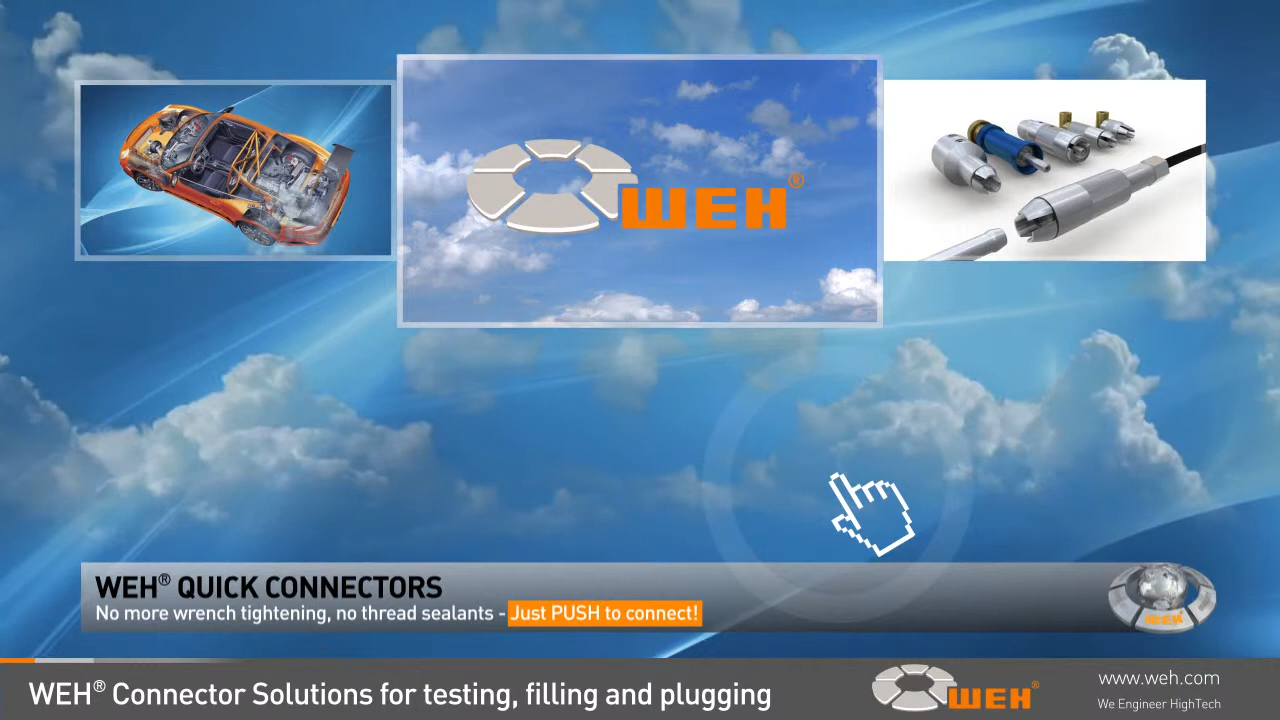 WEH®
WEH® QUICK CONNECTORS
No more wrench tightening, no thread sealants - Just PUSH to connect!
WEH
WEH® Connector Solutions for testing, filling and plugging
WEH®
www.weh.com
We Engineer HighTech